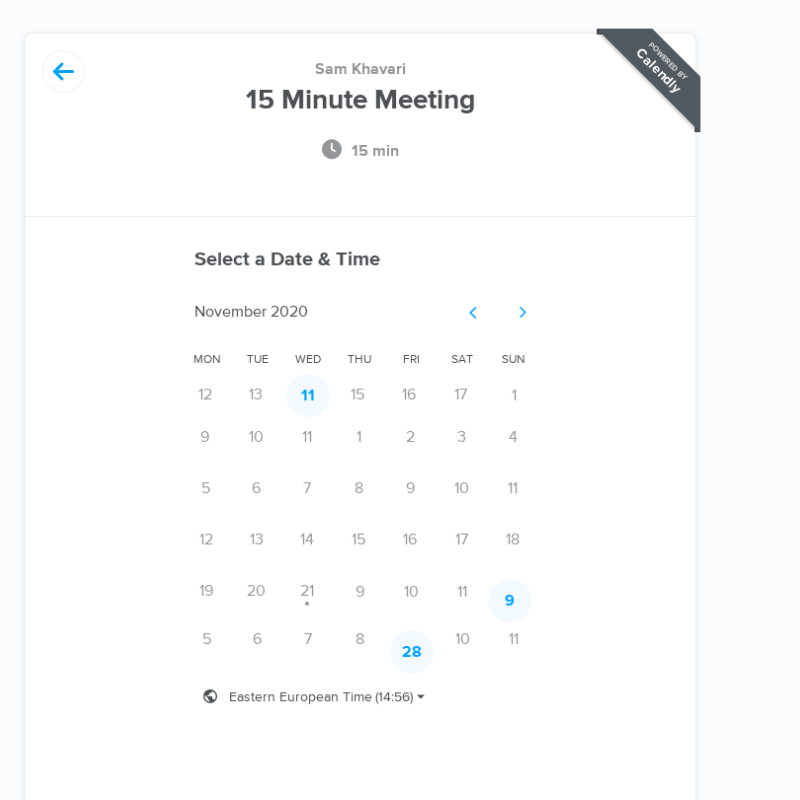 Sam Khavari
POWERED BY
Calendly
15 Minute Meeting
15 min
Select a Date & Time
November 2020
MON TUE WED THU FRI SAT SUN
12 13 11 15 16 17 1
9 10 11 1 2 3 4
5 6 7 8 9 10 11
12 13 14 15 16 17 18
19 20 21 9 10 11 9
5 6 7 8 28 10 11
Eastern European Time (14:56)